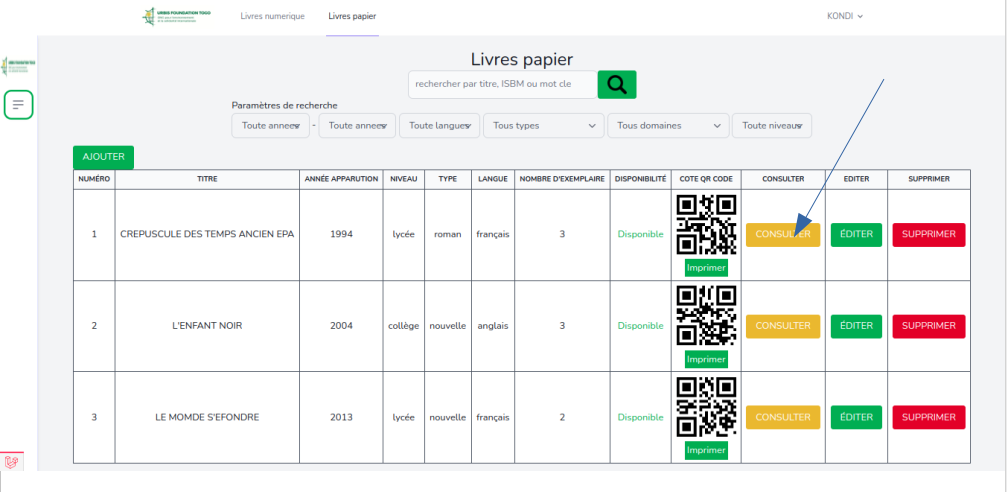 URBIS FOUNDATION TOGO
Livres numerique
Livres papier
KONDI
Livres papier
rechercher par titre, ISBM ou mot cle
Paramètres de recherche
Toute annees - Toute annees Toute langues Tous types Tous domaines Toute niveaux
AJOUTER
NUMÉRO TITRE ANNÉE APPARUTION NIVEAU TYPE LANGUE NOMBRE D'EXEMPLAIRE DISPONIBILITÉ COTE QR CODE CONSULTER EDITER SUPPRIMER
1 CREPUSCULE DES TEMPS ANCIEN EPA 1994 lycée roman français 3 Disponible CONSULTER ÉDITER SUPPRIMER
Imprimer
2 L'ENFANT NOIR 2004 collège nouvelle anglais 3 Disponible CONSULTER ÉDITER SUPPRIMER
Imprimer
3 LE MOMDE S'EFONDRE 2013 lycée nouvelle français 2 Disponible CONSULTER ÉDITER SUPPRIMER
Imprimer